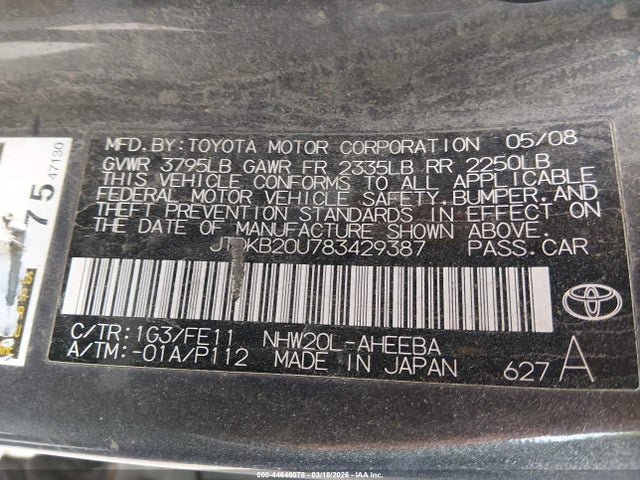 MFD.BY: TOYOTA MOTOR CORPORATION 05/08
GVWR 3795LB GAWR FR 2335LB RR 2250LB
THIS VEHICLE CONFORMS TO ALL APPLICABLE
FEDERAL MOTOR VEHICLE SAFETY, BUMPER, AND
THEFT PREVENTION STANDARDS IN EFFECT ON
THE DATE OF MANUFACTURE SHOWN ABOVE.
JTDKB20U783429387 PASS.CAR
C/TR: 1G3/FE11 NHW20L-AHEEBA
A/TM: -01A/P112 MADE IN JAPAN 627 A
75
47130
000-44646078 03/18/2026 IAA Inc.